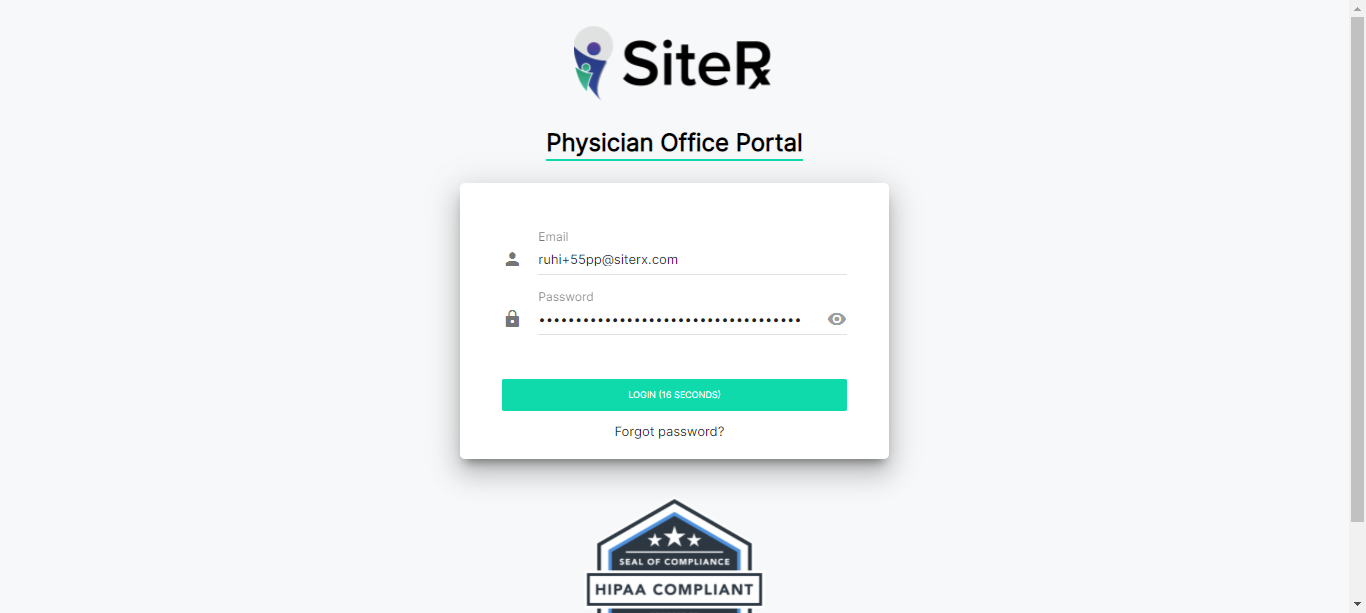 SiteRx
Physician Office Portal
Email
ruhi+55pp@siterx.com
Password
••••••••••••••••••••••••••••••••••••
LOGIN (16 SECONDS)
Forgot password?
SEAL OF COMPLIANCE
HIPAA COMPLIANT